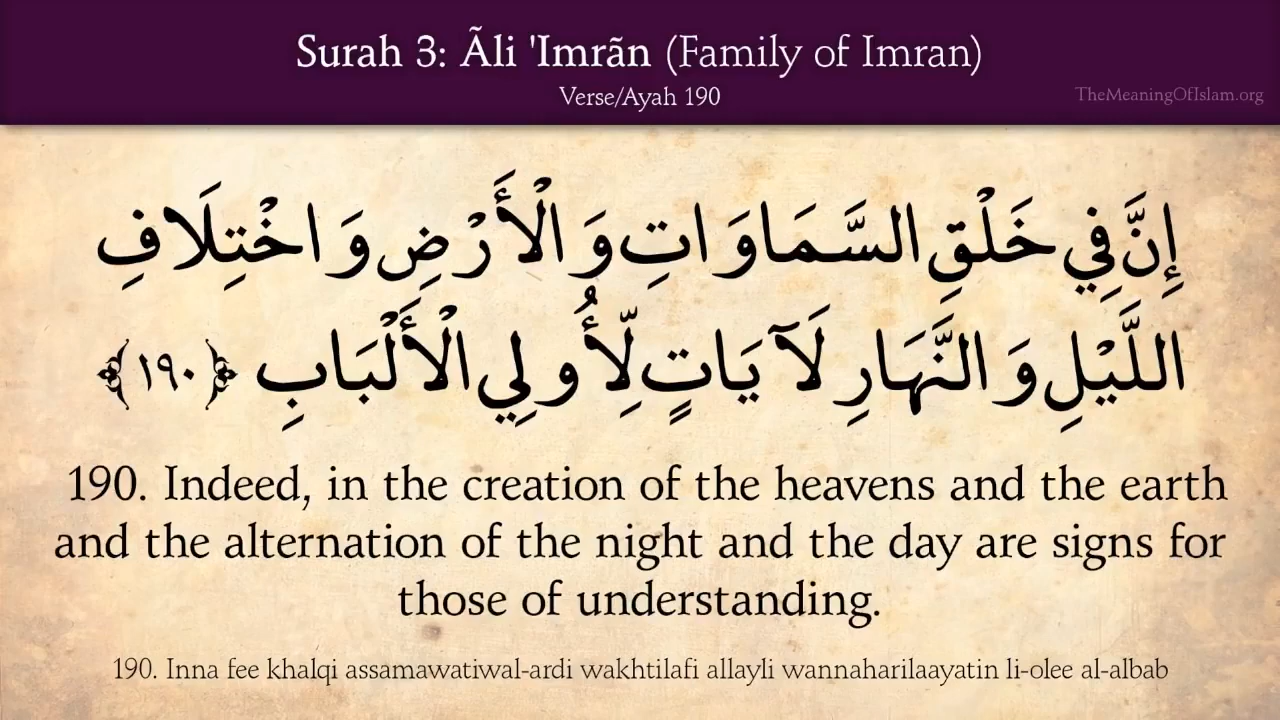 Surah 3: Ãli 'Imrãn (Family of Imran)
Verse/Ayah 190
TheMeaningOfIslam.org
إِنَّ فِي خَلْقِ السَّمَاوَاتِ وَالْأَرْضِ وَاخْتِلَافِ
اللَّيْلِ وَالنَّهَارِ لَآيَاتٍ لِّأُولِي الْأَلْبَابِ ﴿١٩٠﴾
190. Indeed, in the creation of the heavens and the earth
and the alternation of the night and the day are signs for
those of understanding.
190. Inna fee khalqi assamawatiwal-ardi wakhtilafi allayli wannaharilaayatin li-olee al-albab